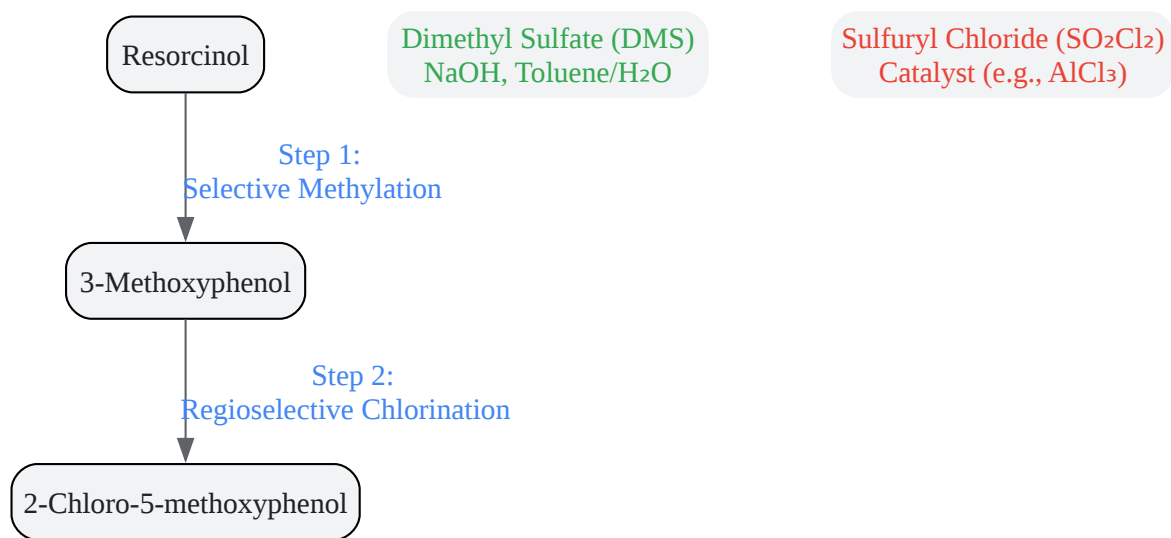 Resorcinol
Dimethyl Sulfate (DMS)
NaOH, Toluene/H₂O
Sulfuryl Chloride (SO₂Cl₂)
Catalyst (e.g., AlCl₃)
Step 1:
Selective Methylation
3-Methoxyphenol
Step 2:
Regioselective Chlorination
2-Chloro-5-methoxyphenol